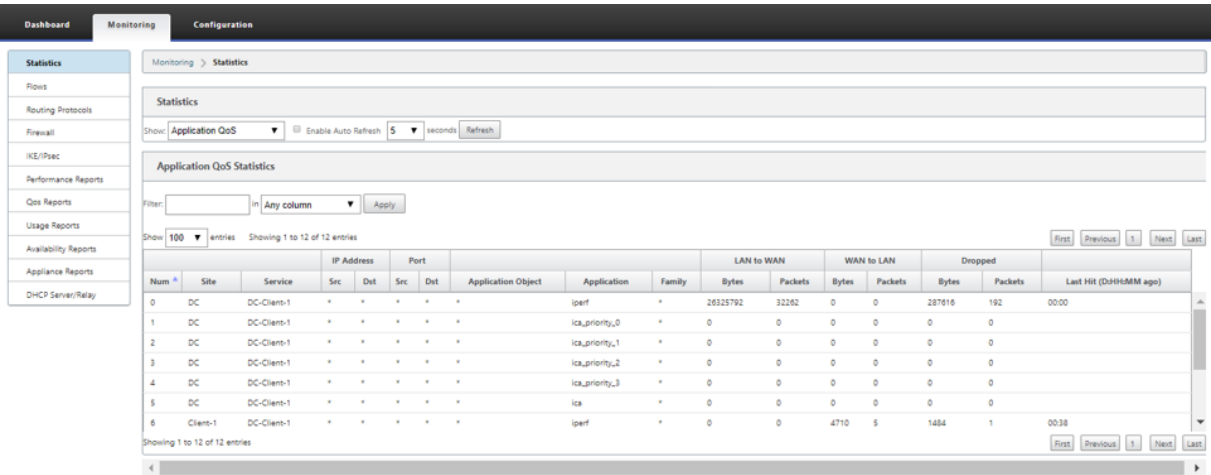 Dashboard Monitoring Configuration
Statistics
Flows
Routing Protocols
Firewall
IKE/IPsec
Performance Reports
Qos Reports
Usage Reports
Availability Reports
Appliance Reports
DHCP Server/Relay
Monitoring > Statistics
Statistics
Show: Application QoS Enable Auto Refresh 5 seconds Refresh
Application QoS Statistics
Filter: in Any column Apply
Show 100 entries Showing 1 to 12 of 12 entries First Previous 1 Next Last
IP Address Port LAN to WAN WAN to LAN Dropped
Num Site Service Src Dst Src Dst Application Object Application Family Bytes Packets Bytes Packets Bytes Packets Last Hit (D:HH:MM ago)
0 DC DC-Client-1 * * * * * iperf * 26325792 32262 0 0 287616 192 00:00
1 DC DC-Client-1 * * * * * ica_priority_0 * 0 0 0 0 0 0
2 DC DC-Client-1 * * * * * ica_priority_1 * 0 0 0 0 0 0
3 DC DC-Client-1 * * * * * ica_priority_2 * 0 0 0 0 0 0
4 DC DC-Client-1 * * * * * ica_priority_3 * 0 0 0 0 0 0
5 DC DC-Client-1 * * * * * ica * 0 0 0 0 0 0
6 Client-1 DC-Client-1 * * * * * iperf * 0 0 4710 5 1484 1 00:38
Showing 1 to 12 of 12 entries First Previous 1 Next Last